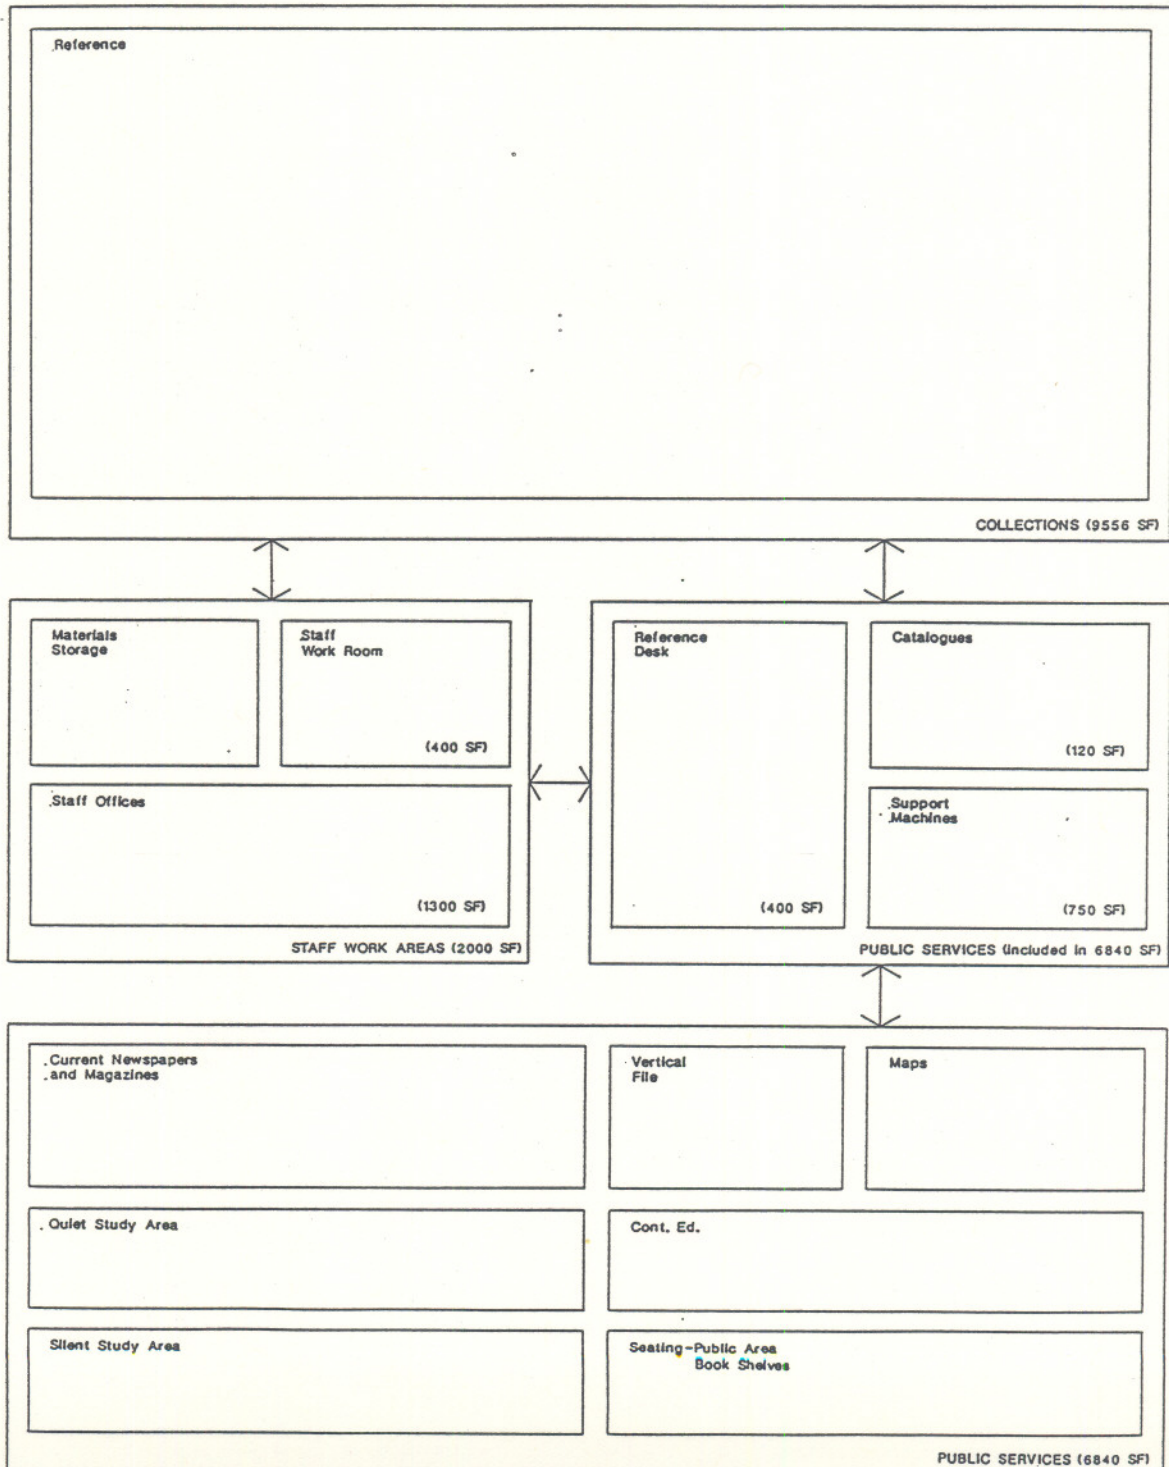 Reference
COLLECTIONS (9556 SF)
Materials
Storage
Staff
Work Room
(400 SF)
Staff Offices
(1300 SF)
STAFF WORK AREAS (2000 SF)
Reference
Desk
(400 SF)
Catalogues
(120 SF)
Support
Machines
(750 SF)
PUBLIC SERVICES (included in 6840 SF)
Current Newspapers
and Magazines
Vertical
File
Maps
Quiet Study Area
Cont. Ed.
Silent Study Area
Seating-Public Area
Book Shelves
PUBLIC SERVICES (6840 SF)